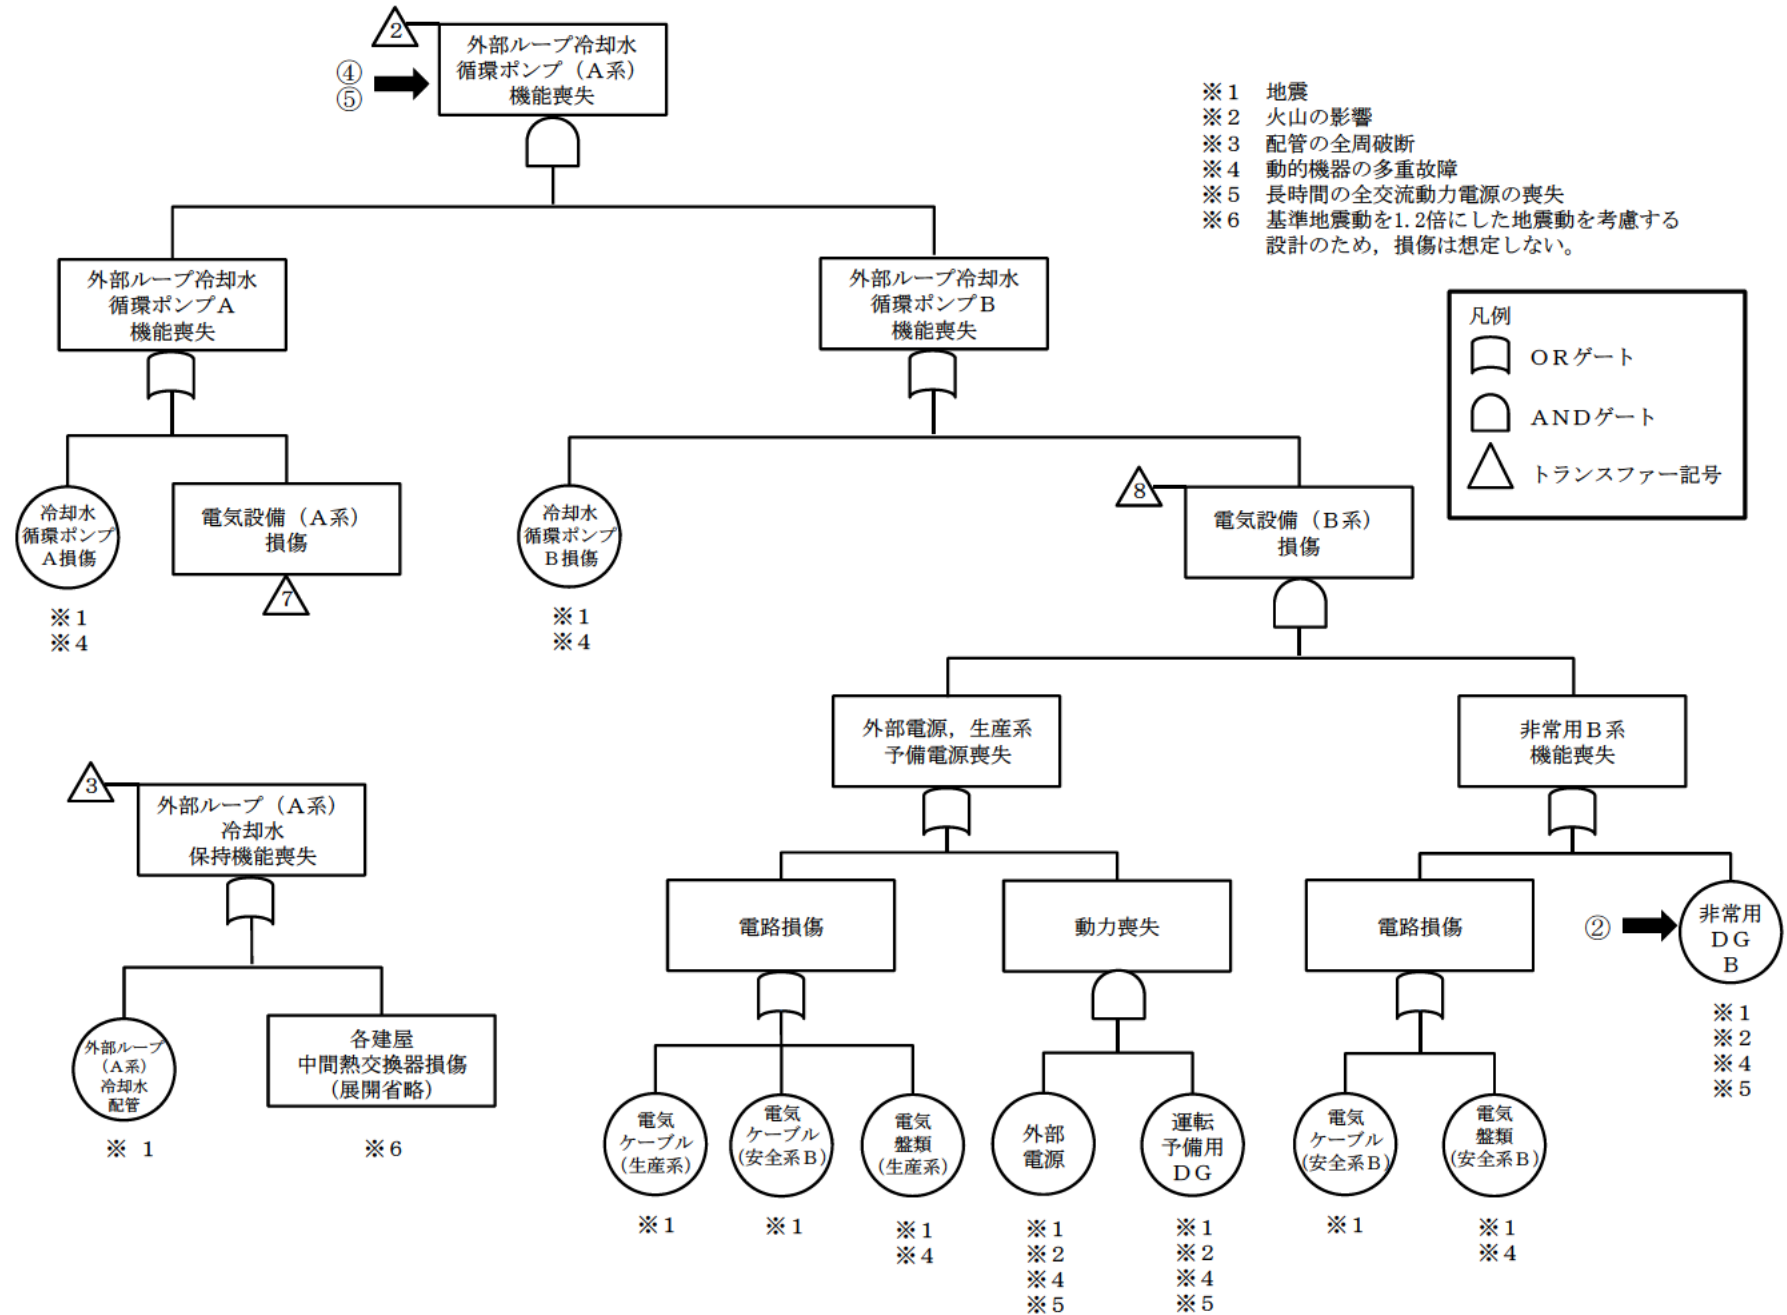 2
外部ループ冷却水
循環ポンプ（A系）
機能喪失
④
⑤
※1 地震
※2 火山の影響
※3 配管の全周破断
※4 動的機器の多重故障
※5 長時間の全交流動力電源の喪失
※6 基準地震動を1.2倍にした地震動を考慮する
設計のため，損傷は想定しない。
凡例
ORゲート
ANDゲート
トランスファー記号
外部ループ冷却水
循環ポンプA
機能喪失
外部ループ冷却水
循環ポンプB
機能喪失
冷却水
循環ポンプ
A損傷
※1
※4
電気設備（A系）
損傷
7
冷却水
循環ポンプ
B損傷
※1
※4
8
電気設備（B系）
損傷
外部電源，生産系
予備電源喪失
非常用B系
機能喪失
3
外部ループ（A系）
冷却水
保持機能喪失
電路損傷
動力喪失
電路損傷
②
非常用
DG
B
※1
※2
※4
※5
外部ループ
(A系)
冷却水
配管
※ 1
各建屋
中間熱交換器損傷
(展開省略)
※6
電気
ケーブル
(生産系)
※1
電気
ケーブル
(安全系B)
※1
電気
盤類
(生産系)
※1
※4
外部
電源
※1
※2
※4
※5
運転
予備用
DG
※1
※2
※4
※5
電気
ケーブル
(安全系B)
※1
電気
盤類
(安全系B)
※1
※4